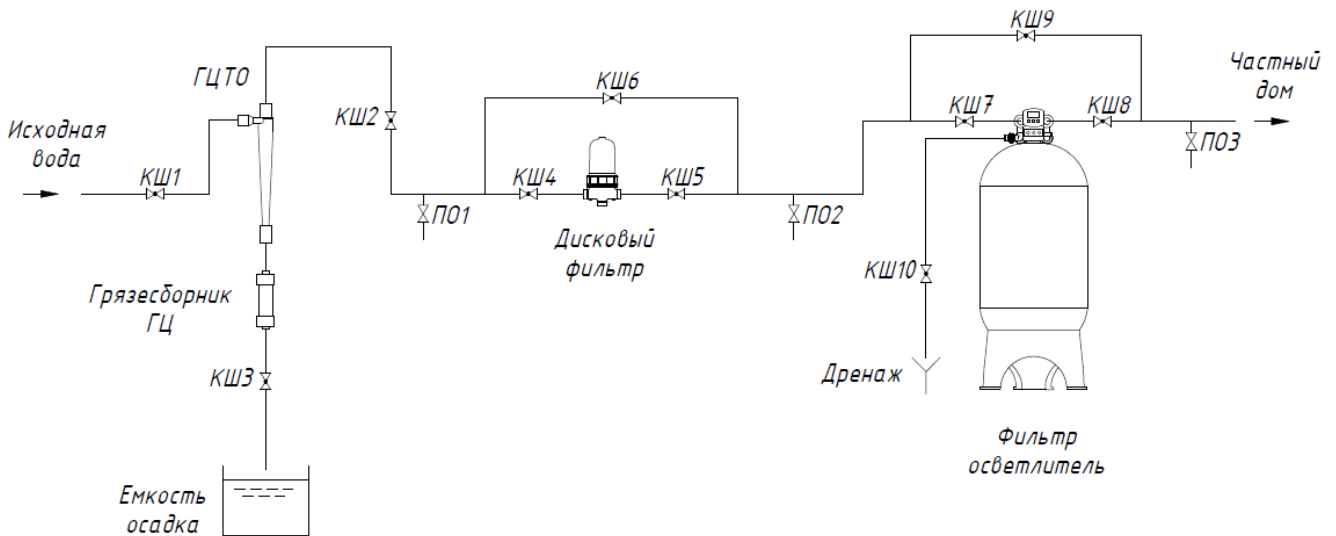 Исходная
вода
КШ1
ГЦТО
Грязесборник
ГЦ
КШ3
Емкость
осадка
КШ2
ПО1
КШ6
КШ4
КШ5
Дисковый
фильтр
ПО2
КШ9
КШ7
КШ8
КШ10
Дренаж
Фильтр
осветлитель
Частный
дом
ПО3